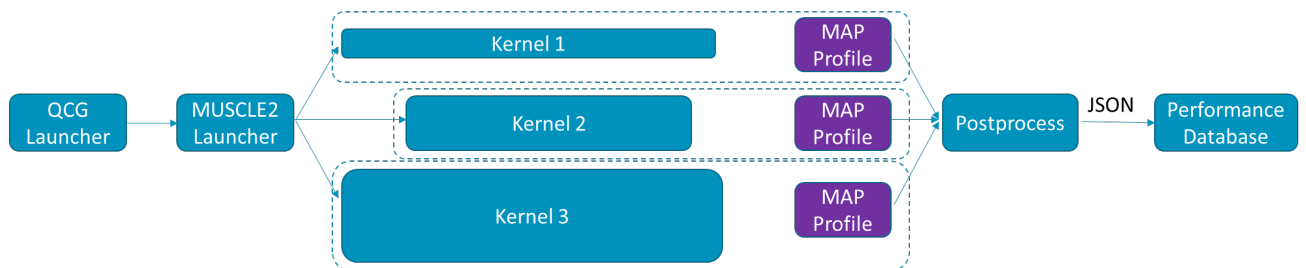 QCG
Launcher
MUSCLE2
Launcher
Kernel 1
MAP
Profile
Kernel 2
MAP
Profile
Kernel 3
MAP
Profile
Postprocess
JSON
Performance
Database